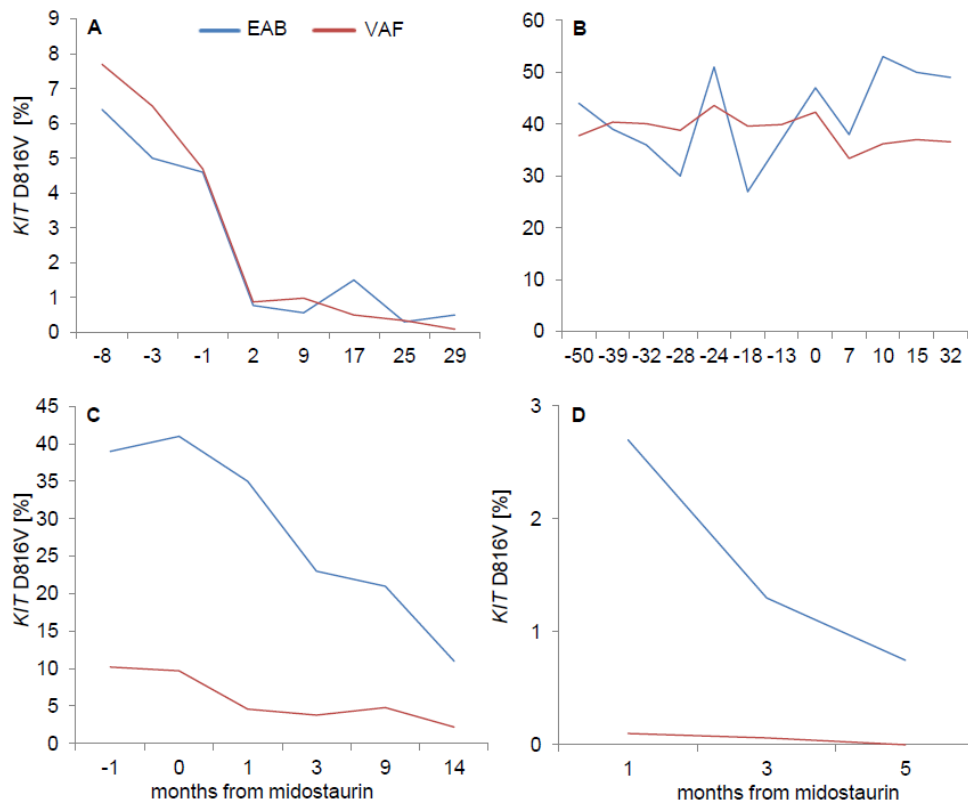 A
EAB
VAF
KIT D816V [%]
9
8
7
6
5
4
3
2
1
0
-8 -3 -1 2 9 17 25 29
B
60
50
40
30
20
10
0
-50 -39 -32 -28 -24 -18 -13 0 7 10 15 32
C
KIT D816V [%]
45
40
35
30
25
20
15
10
5
0
-1 0 1 3 9 14
months from midostaurin
D
KIT D816V [%]
3
2
1
0
1 3 5
months from midostaurin